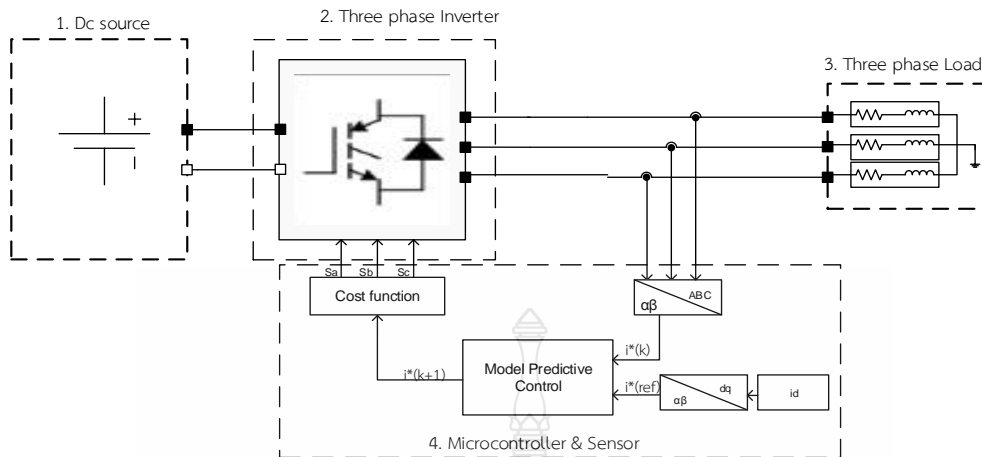 1. Dc source
2. Three phase Inverter
3. Three phase Load
+
Sa
Sb
Sc
Cost function
ABC
αβ
i*(k)
i*(k+1)
Model Predictive
Control
i*(ref)
dq
αβ
id
4. Microcontroller & Sensor